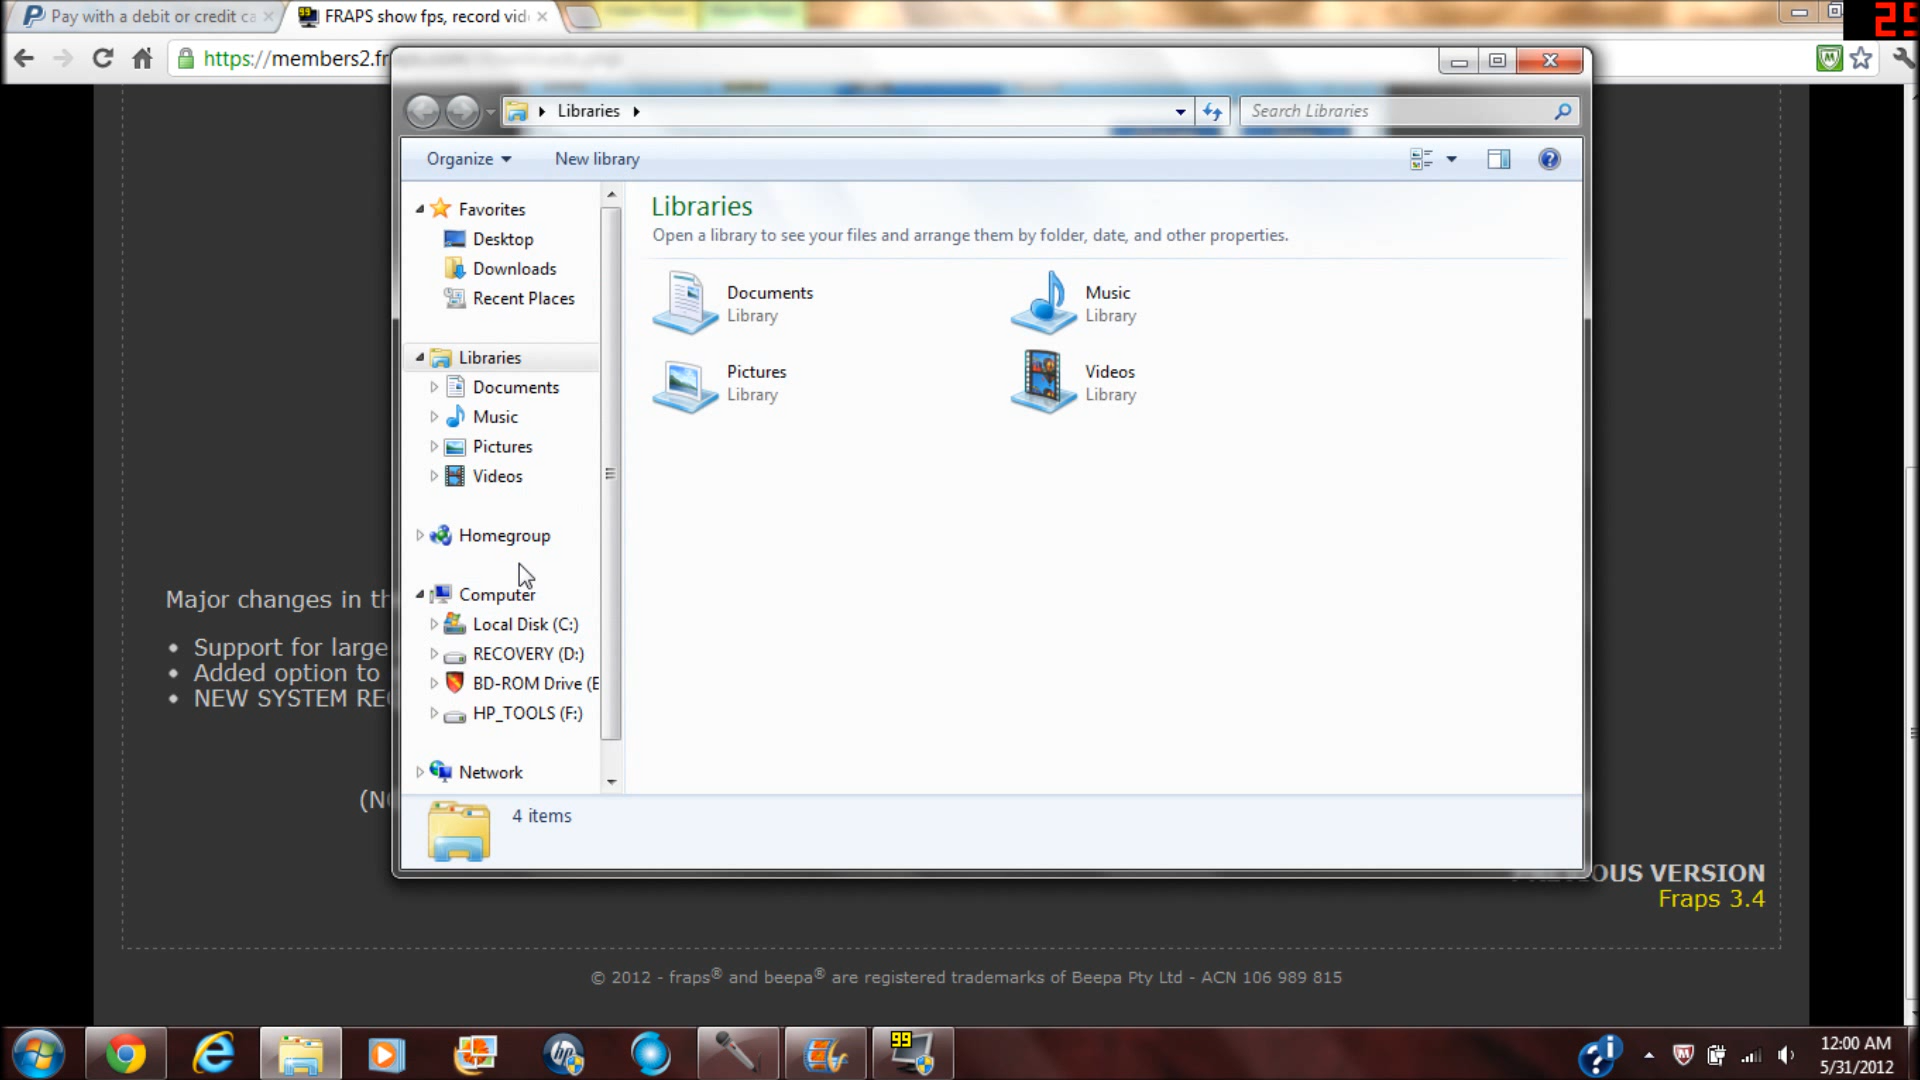 Pay with a debit or credit ca
FRAPS show fps, record vid
25
https://members2.fr
Libraries
Search Libraries
Organize
New library
Favorites
Desktop
Downloads
Recent Places
Libraries
Documents
Music
Pictures
Videos
Homegroup
Computer
Local Disk (C:)
RECOVERY (D:)
BD-ROM Drive (E
HP_TOOLS (F:)
Network
Libraries
Open a library to see your files and arrange them by folder, date, and other properties.
Documents
Library
Music
Library
Pictures
Library
Videos
Library
4 items
Major changes in th
• Support for large
• Added option to
• NEW SYSTEM RE
(NO
OUS VERSION
Fraps 3.4
© 2012 - fraps® and beepa® are registered trademarks of Beepa Pty Ltd - ACN 106 989 815
99
12:00 AM
5/31/2012